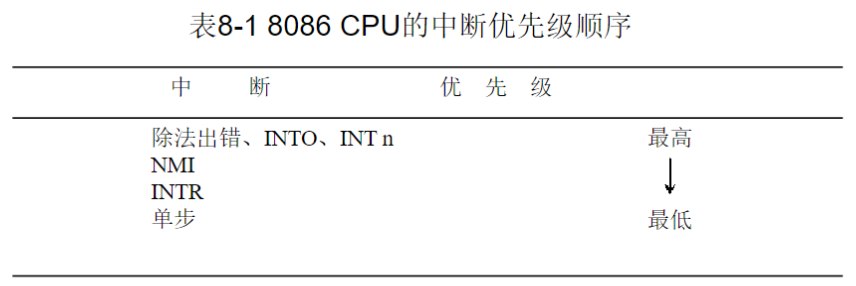 表8-1 8086 CPU的中断优先级顺序
中 断 优 先 级
除法出错、INTO、INT n 最高
NMI
INTR
单步 最低